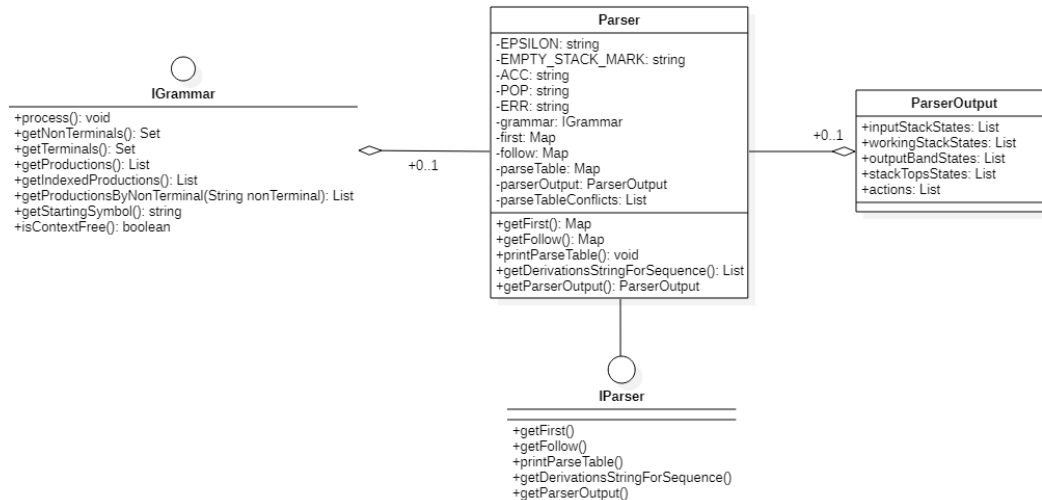 Parser
-EPSILON: string
-EMPTY_STACK_MARK: string
-ACC: string
-POP: string
-ERR: string
-grammar: IGrammar
-first: Map
-follow: Map
-parseTable: Map
-parserOutput: ParserOutput
-parseTableConflicts: List
+getFirst(): Map
+getFollow(): Map
+printParseTable(): void
+getDerivationsStringForSequence(): List
+getParserOutput(): ParserOutput
IGrammar
+process(): void
+getNonTerminals(): Set
+getTerminals(): Set
+getProductions(): List
+getIndexedProductions(): List
+getProductionsByNonTerminal(String nonTerminal): List
+getStartingSymbol(): string
+isContextFree(): boolean
+0..1
+0..1
ParserOutput
+inputStackStates: List
+workingStackStates: List
+outputBandStates: List
+stackTopsStates: List
+actions: List
IParser
+getFirst()
+getFollow()
+printParseTable()
+getDerivationsStringForSequence()
+getParserOutput()